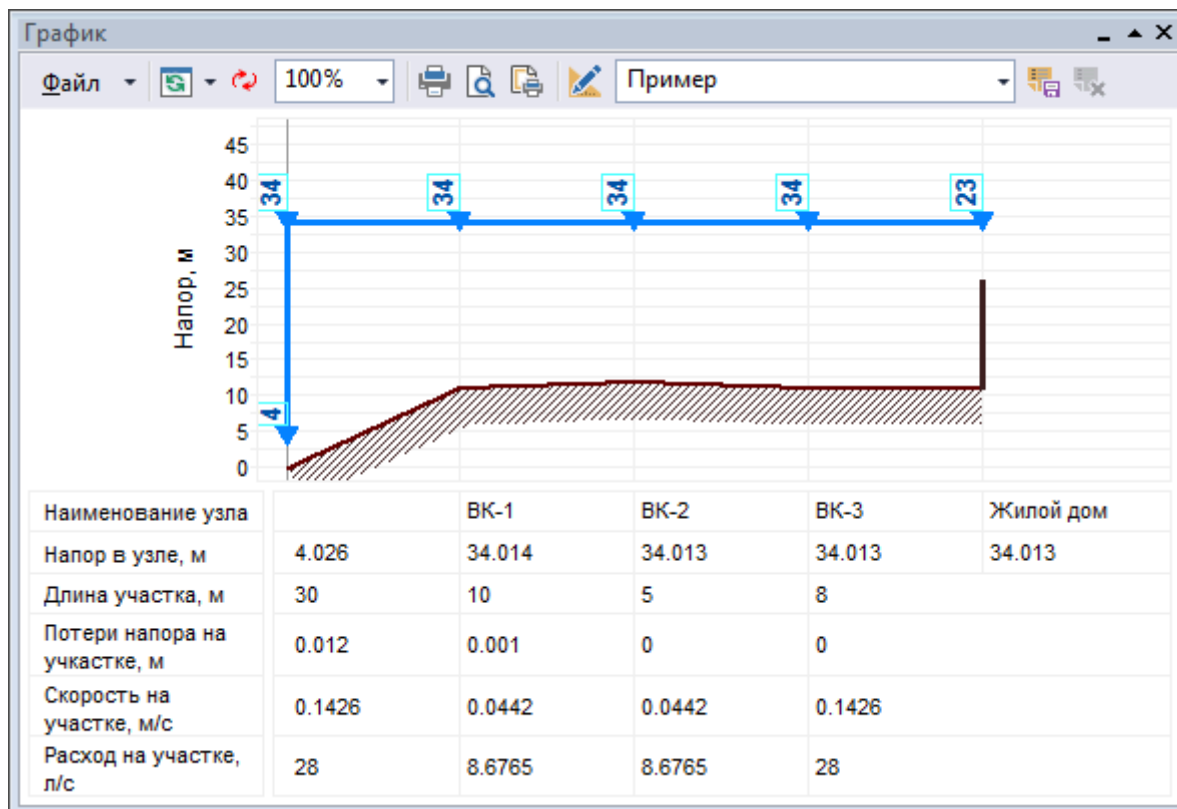 График
Файл 100% Пример
Напор, м
45
40
35
30
25
20
15
10
5
0
34 34 34 34 23
4
Наименование узла ВК-1 ВК-2 ВК-3 Жилой дом
Напор в узле, м 4.026 34.014 34.013 34.013 34.013
Длина участка, м 30 10 5 8
Потери напора на
учкастке, м 0.012 0.001 0 0
Скорость на
участке, м/с 0.1426 0.0442 0.0442 0.1426
Расход на участке,
л/с 28 8.6765 8.6765 28